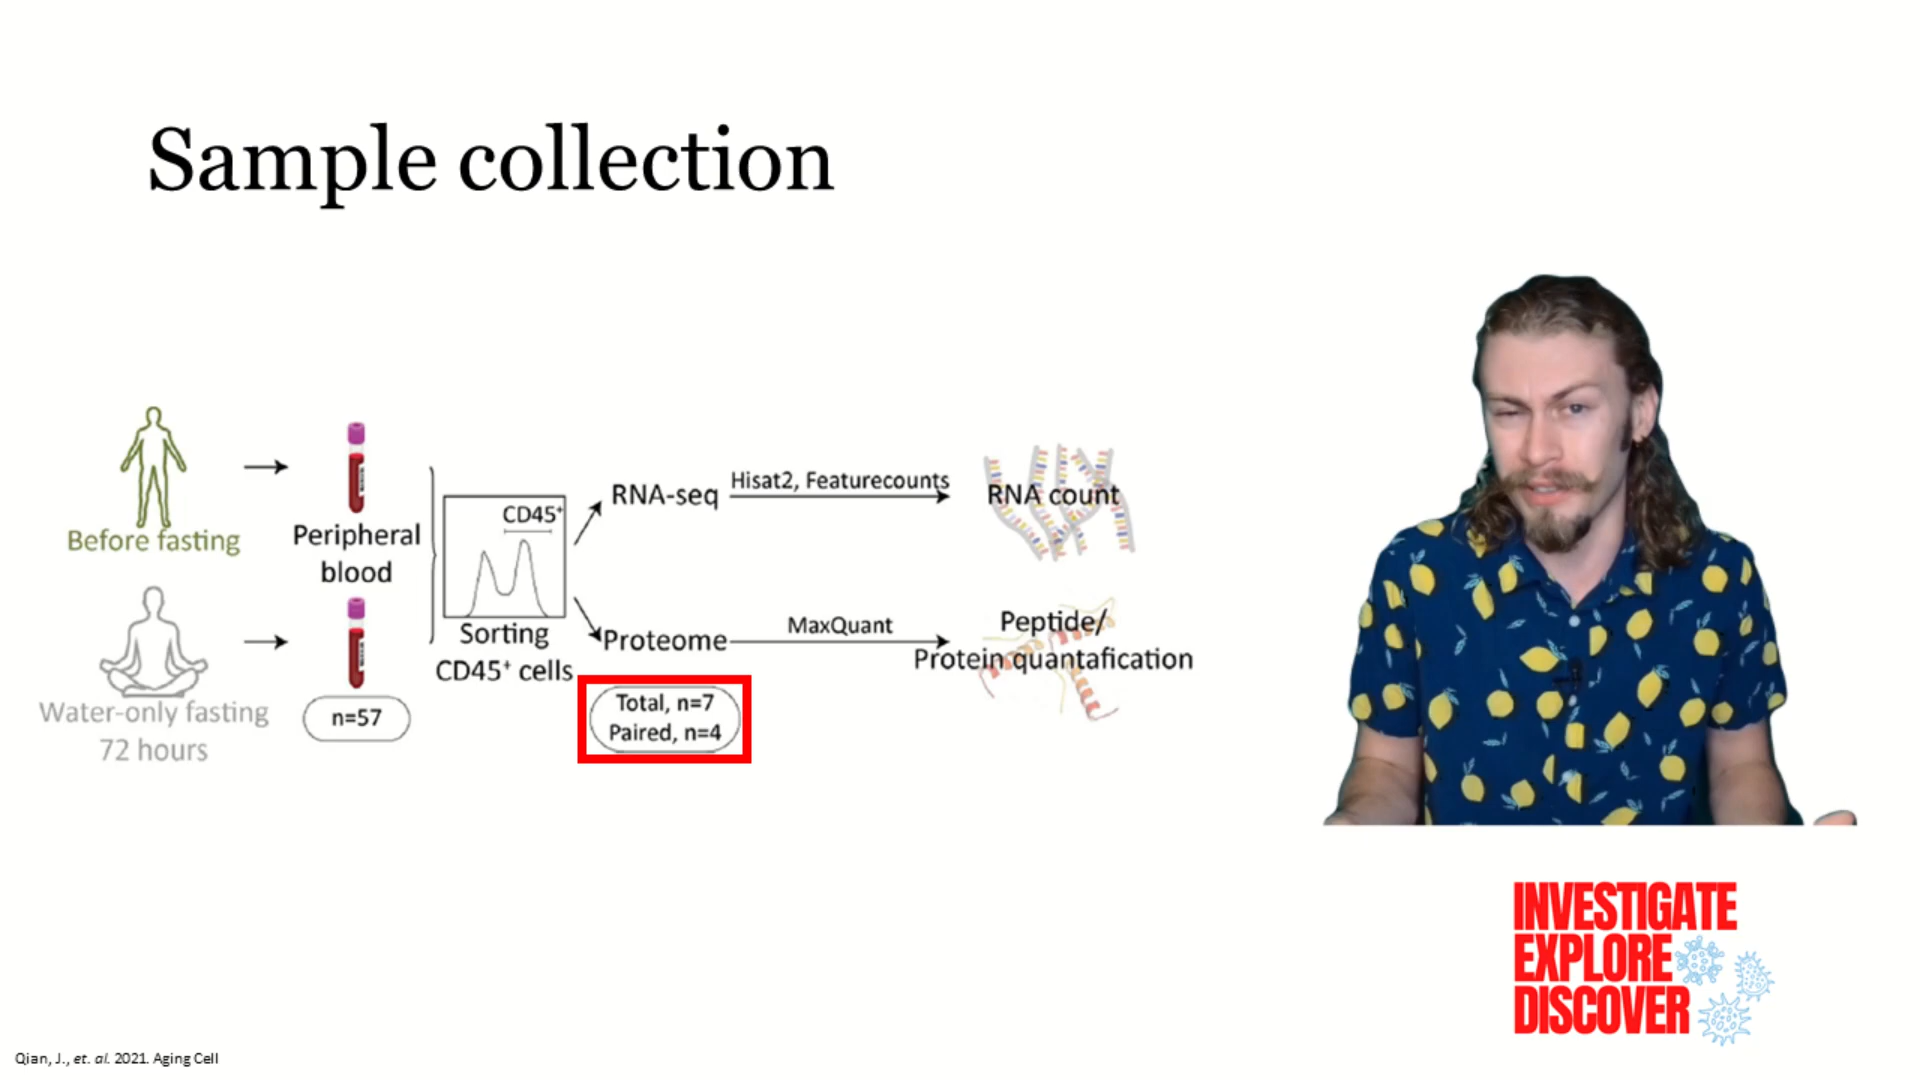 Sample collection
Before fasting
Water-only fasting
72 hours
Peripheral
blood
n=57
CD45⁺
Sorting
CD45⁺ cells
RNA-seq
Hisat2, Featurecounts
RNA count
Proteome
MaxQuant
Peptide/
Protein quantafication
Total, n=7
Paired, n=4
INVESTIGATE
EXPLORE
DISCOVER
Qian, J., et. al. 2021. Aging Cell